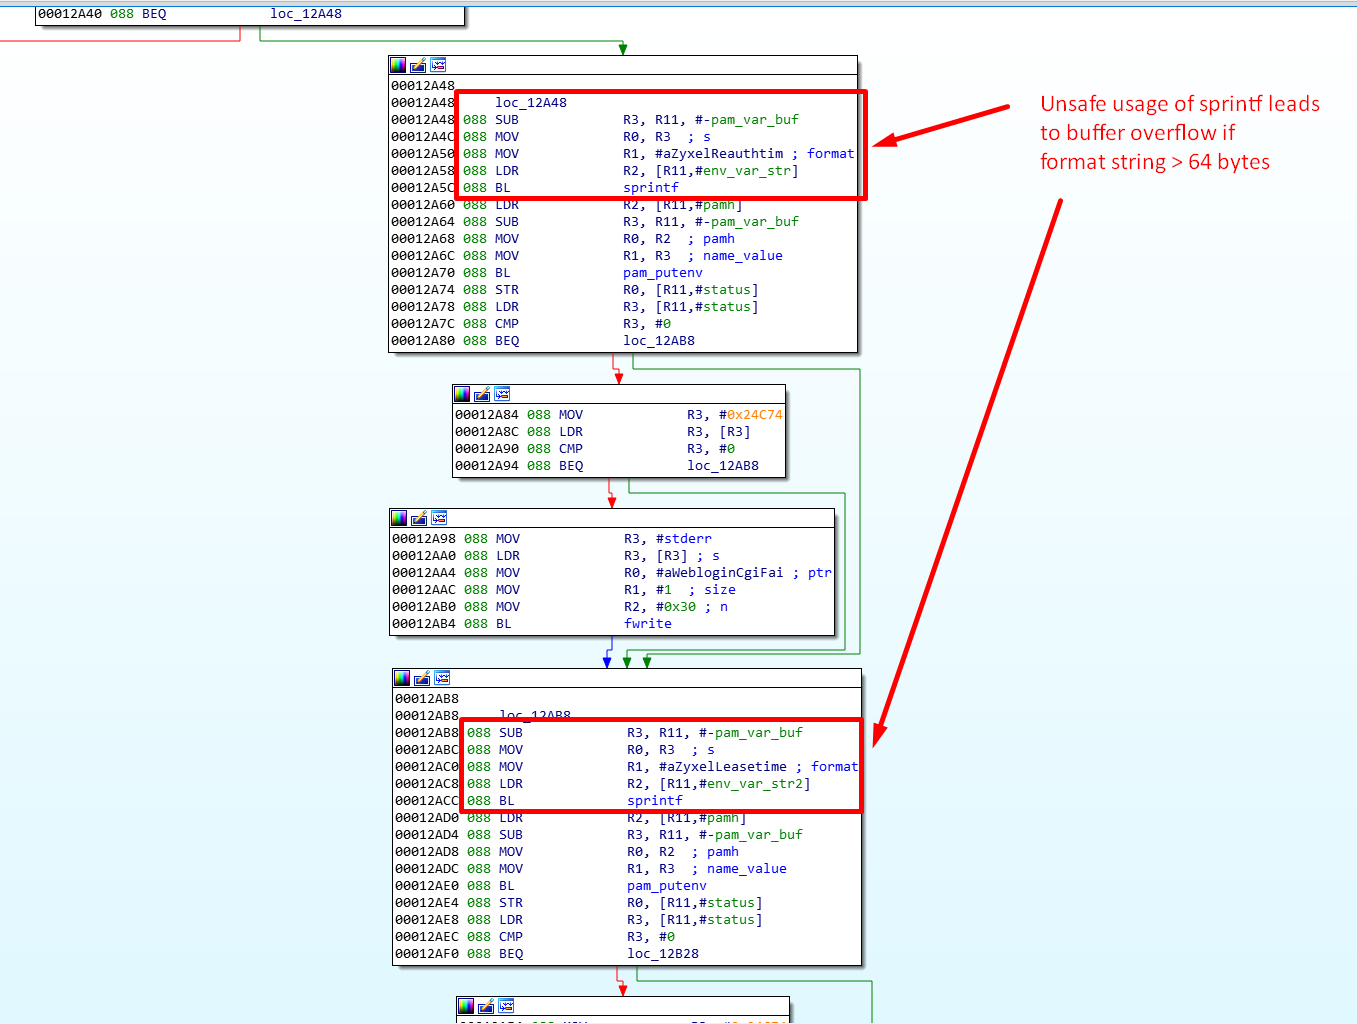 00012A40 088 BEQ loc_12A48
00012A48
00012A48 loc_12A48
00012A48 088 SUB R3, R11, #-pam_var_buf
00012A4C 088 MOV R0, R3 ; s
00012A50 088 MOV R1, #aZyxelReauthtim ; format
00012A58 088 LDR R2, [R11,#env_var_str]
00012A5C 088 BL sprintf
00012A60 088 LDR R2, [R11,#pamh]
00012A64 088 SUB R3, R11, #-pam_var_buf
00012A68 088 MOV R0, R2 ; pamh
00012A6C 088 MOV R1, R3 ; name_value
00012A70 088 BL pam_putenv
00012A74 088 STR R0, [R11,#status]
00012A78 088 LDR R3, [R11,#status]
00012A7C 088 CMP R3, #0
00012A80 088 BEQ loc_12AB8
Unsafe usage of sprintf leads
to buffer overflow if
format string > 64 bytes
00012A84 088 MOV R3, #0x24C74
00012A8C 088 LDR R3, [R3]
00012A90 088 CMP R3, #0
00012A94 088 BEQ loc_12AB8
00012A98 088 MOV R3, #stderr
00012AA0 088 LDR R3, [R3] ; s
00012AA4 088 MOV R0, #aWebloginCgiFai ; ptr
00012AAC 088 MOV R1, #1 ; size
00012AB0 088 MOV R2, #0x30 ; n
00012AB4 088 BL fwrite
00012AB8
00012AB8 loc_12AB8
00012AB8 088 SUB R3, R11, #-pam_var_buf
00012ABC 088 MOV R0, R3 ; s
00012AC0 088 MOV R1, #aZyxelLeasetime ; format
00012AC8 088 LDR R2, [R11,#env_var_str2]
00012ACC 088 BL sprintf
00012AD0 088 LDR R2, [R11,#pamh]
00012AD4 088 SUB R3, R11, #-pam_var_buf
00012AD8 088 MOV R0, R2 ; pamh
00012ADC 088 MOV R1, R3 ; name_value
00012AE0 088 BL pam_putenv
00012AE4 088 STR R0, [R11,#status]
00012AE8 088 LDR R3, [R11,#status]
00012AEC 088 CMP R3, #0
00012AF0 088 BEQ loc_12B28